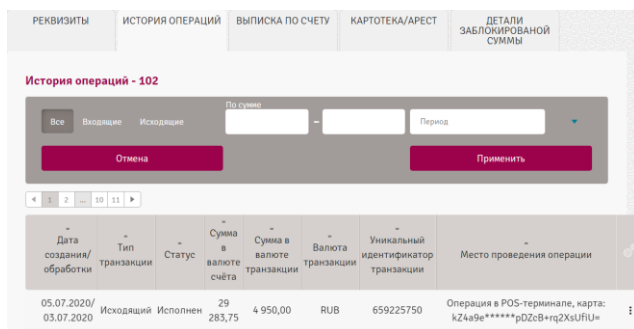 РЕКВИЗИТЫ
ИСТОРИЯ ОПЕРАЦИЙ
ВЫПИСКА ПО СЧЕТУ
КАРТОТЕКА/АРЕСТ
ДЕТАЛИ
ЗАБЛОКИРОВАНОЙ
СУММЫ
История операций - 102
По сумме
Все Входящие Исходящие
–
Период
Отмена
Применить
1 2 ... 10 11
Дата
создания/
обработки
Тип
транзакции
Статус
Сумма
в
валюте
счёта
Сумма в
валюте
транзакции
Валюта
транзакции
Уникальный
идентификатор
транзакции
Место проведения операции
05.07.2020/
03.07.2020
Исходящий
Исполнен
29
283,75
4 950,00
RUB
659225750
Операция в POS-терминале, карта:
kZ4a9e******pDZcB+rq2XsUfiU=